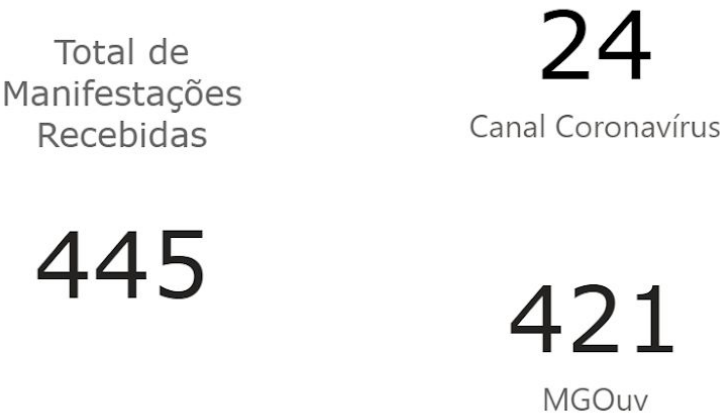 Total de
Manifestações
Recebidas
445
24
Canal Coronavírus
421
MGOuv